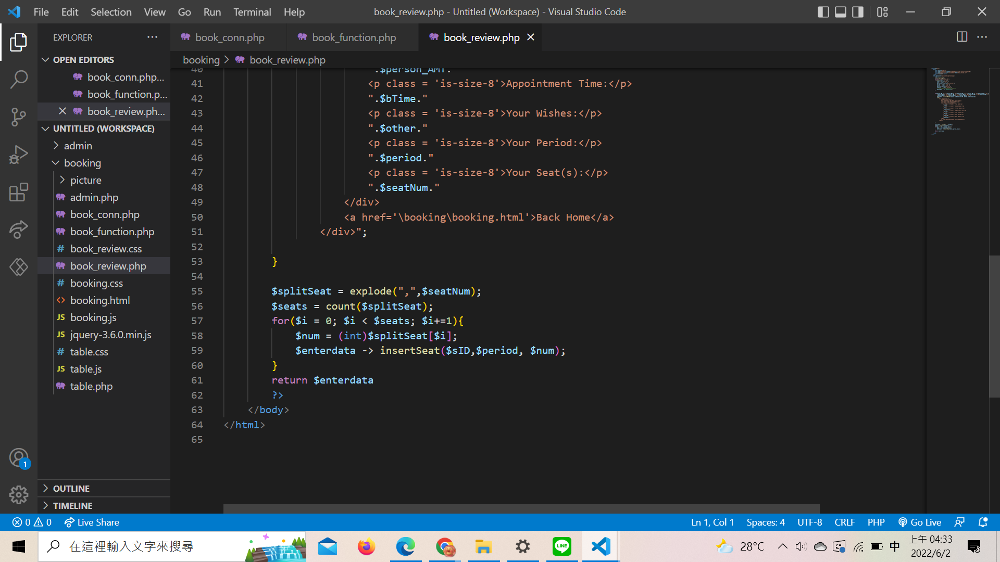 File Edit Selection View Go Run Terminal Help
book_review.php - Untitled (Workspace) - Visual Studio Code
EXPLORER
OPEN EDITORS
book_conn.php...
book_function.p...
book_review.ph...
UNTITLED (WORKSPACE)
admin
booking
picture
admin.php
book_conn.php
book_function.php
book_review.css
book_review.php
booking.css
booking.html
booking.js
jquery-3.6.0.min.js
table.css
table.js
table.php
OUTLINE
TIMELINE
book_conn.php book_function.php book_review.php
booking > book_review.php
40 ".$person_AMT."
41 <p class = 'is-size-8'>Appointment Time:</p>
42 ".$bTime."
43 <p class = 'is-size-8'>Your Wishes:</p>
44 ".$other."
45 <p class = 'is-size-8'>Your Period:</p>
46 ".$period."
47 <p class = 'is-size-8'>Your Seat(s):</p>
48 ".$seatNum."
49 </div>
50 <a href='\booking\booking.html'>Back Home</a>
51 </div>";
52
53 }
54
55 $splitSeat = explode(",",$seatNum);
56 $seats = count($splitSeat);
57 for($i = 0; $i < $seats; $i+=1){
58 $num = (int)$splitSeat[$i];
59 $enterdata -> insertSeat($sID,$period, $num);
60 }
61 return $enterdata
62 ?>
63 </body>
64 </html>
65
1
0 0 Live Share
Ln 1, Col 1 Spaces: 4 UTF-8 CRLF PHP Go Live
在這裡輸入文字來搜尋
LINE
28°C
中
上午 04:33
2022/6/2